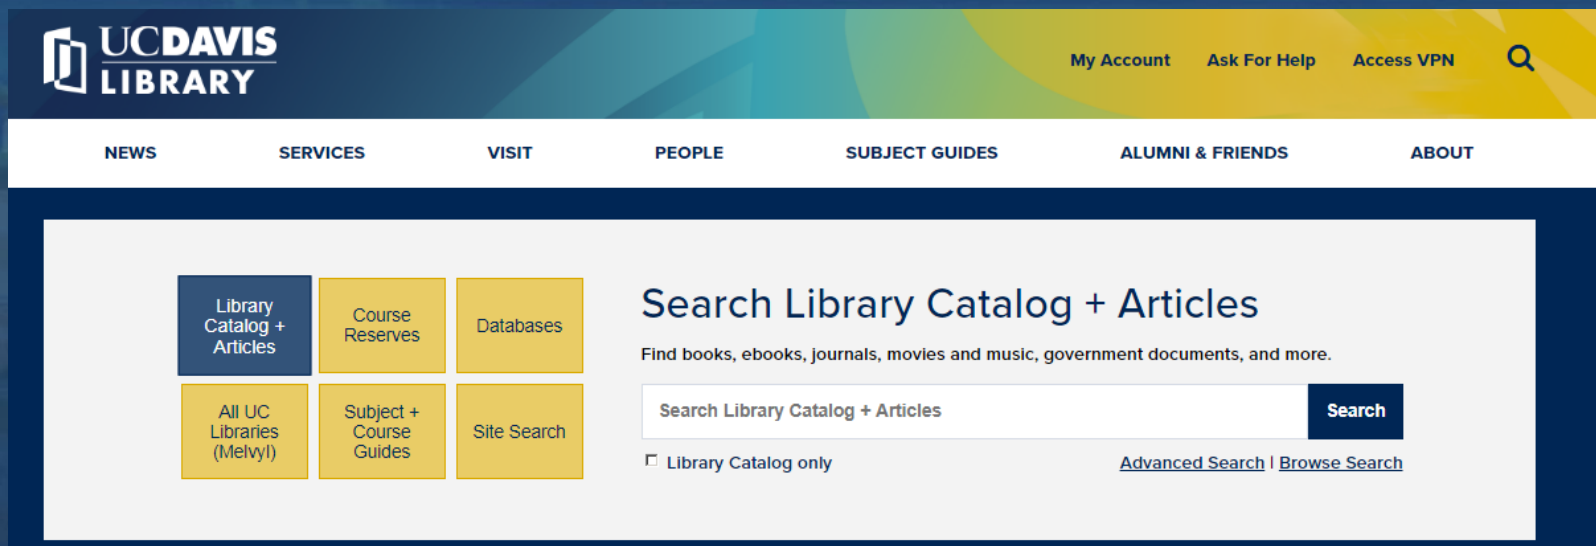 UCDAVIS
LIBRARY
My Account Ask For Help Access VPN
NEWS SERVICES VISIT PEOPLE SUBJECT GUIDES ALUMNI & FRIENDS ABOUT
Library
Catalog +
Articles
Course
Reserves
Databases
All UC
Libraries
(Melvyl)
Subject +
Course
Guides
Site Search
Search Library Catalog + Articles
Find books, ebooks, journals, movies and music, government documents, and more.
Search Library Catalog + Articles Search
Library Catalog only Advanced Search | Browse Search